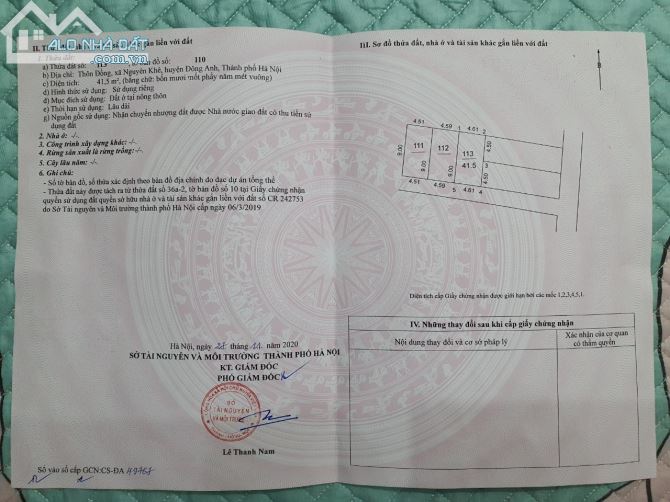 ALONHADAT
.com.vn
II. Thửa đất, nhà ở và tài sản khác gắn liền với đất
1. Thửa đất:
a) Thửa đất số: 113 tờ bản đồ số: 110
b) Địa chỉ: Thôn Đông, xã Nguyên Khê, huyện Đông Anh, Thành phố Hà Nội
c) Diện tích: 41,5 m², (bằng chữ: bốn mươi mốt phẩy năm mét vuông)
d) Hình thức sử dụng: Sử dụng riêng
đ) Mục đích sử dụng: Đất ở tại nông thôn
e) Thời hạn sử dụng: Lâu dài
g) Nguồn gốc sử dụng: Nhận chuyển nhượng đất được Nhà nước giao đất có thu tiền sử
dụng đất
2. Nhà ở: -/-.
3. Công trình xây dựng khác: -/-.
4. Rừng sản xuất là rừng trồng: -/-.
5. Cây lâu năm: -/-.
6. Ghi chú:
- Số tờ bản đồ, số thửa xác định theo bản đồ địa chính đo đạc dự án tổng thể
- Thửa đất này được tách ra từ thửa đất số 36a-2, tờ bản đồ số 10 tại Giấy chứng nhận
quyền sử dụng đất quyền sở hữu nhà ở và tài sản khác gắn liền với đất số CR 242753
do Sở Tài nguyên và Môi trường thành phố Hà Nội cấp ngày 06/3/2019
Hà Nội, ngày 25 tháng 11 năm 2020
SỞ TÀI NGUYÊN VÀ MÔI TRƯỜNG THÀNH PHỐ HÀ NỘI
KT. GIÁM ĐỐC
PHÓ GIÁM ĐỐC
SỞ
TÀI NGUYÊN
VÀ MÔI TRƯỜNG
Lê Thanh Nam
Số vào sổ cấp GCN:CS-ĐA 49768
III. Sơ đồ thửa đất, nhà ở và tài sản khác gắn liền với đất
B
4.51 4.59 1 4.61 2
9.00 111 112 113 4.50
9.00 9.00 41.5 3
4.50
4.51 4.59 5 4.61 4
Diện tích cấp Giấy chứng nhận được giới hạn bởi các mốc 1,2,3,4,5,1.
IV. Những thay đổi sau khi cấp giấy chứng nhận
Nội dung thay đổi và cơ sở pháp lý
Xác nhận của cơ quan
có thẩm quyền